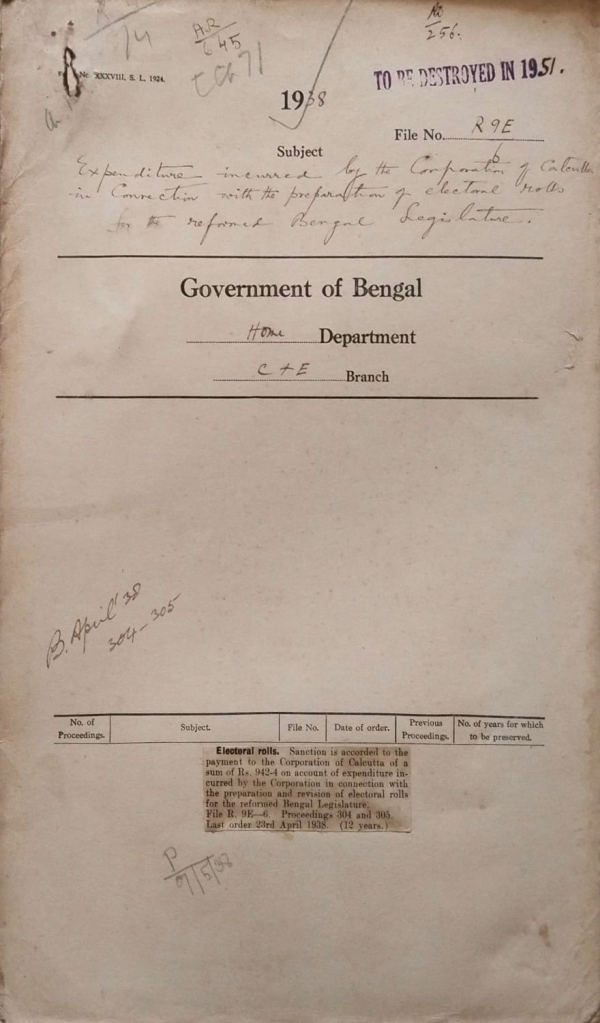 No
256.
A.R
645
74
No. XXXVIII, S. L. 1924.
TO BE DESTROYED IN 1951.
1938
File No. R 9E
6
Subject
Expenditure incurred by the Corporation of Calcutta
in Connection with the preparation of electoral rolls
for the reformed Bengal Legislature.
Government of Bengal
Home Department
C + E Branch
B. April '38
304-305
No. of Proceedings. Subject. File No. Date of order. Previous Proceedings. No. of years for which to be preserved.
Electoral rolls. Sanction is accorded to the
payment to the Corporation of Calcutta of a
sum of Rs. 942-4 on account of expenditure in-
curred by the Corporation in connection with
the preparation and revision of electoral rolls
for the reformed Bengal Legislature.
File R. 9E—6. Proceedings 304 and 305.
Last order 23rd April 1938. (12 years.)
P
9/5/38